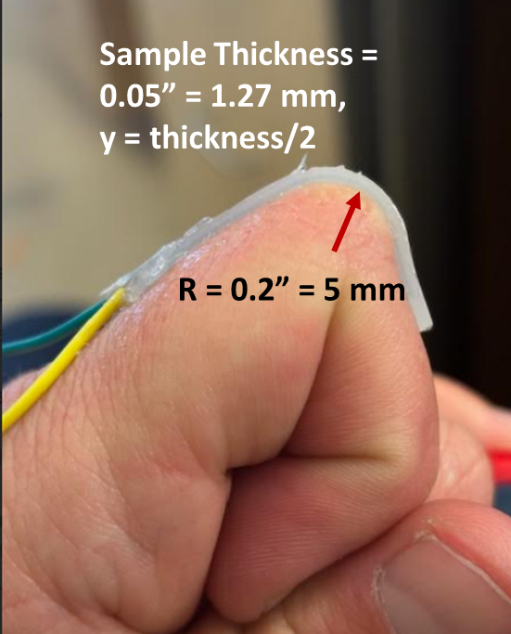 Sample Thickness =
0.05” = 1.27 mm,
y = thickness/2
R = 0.2” = 5 mm